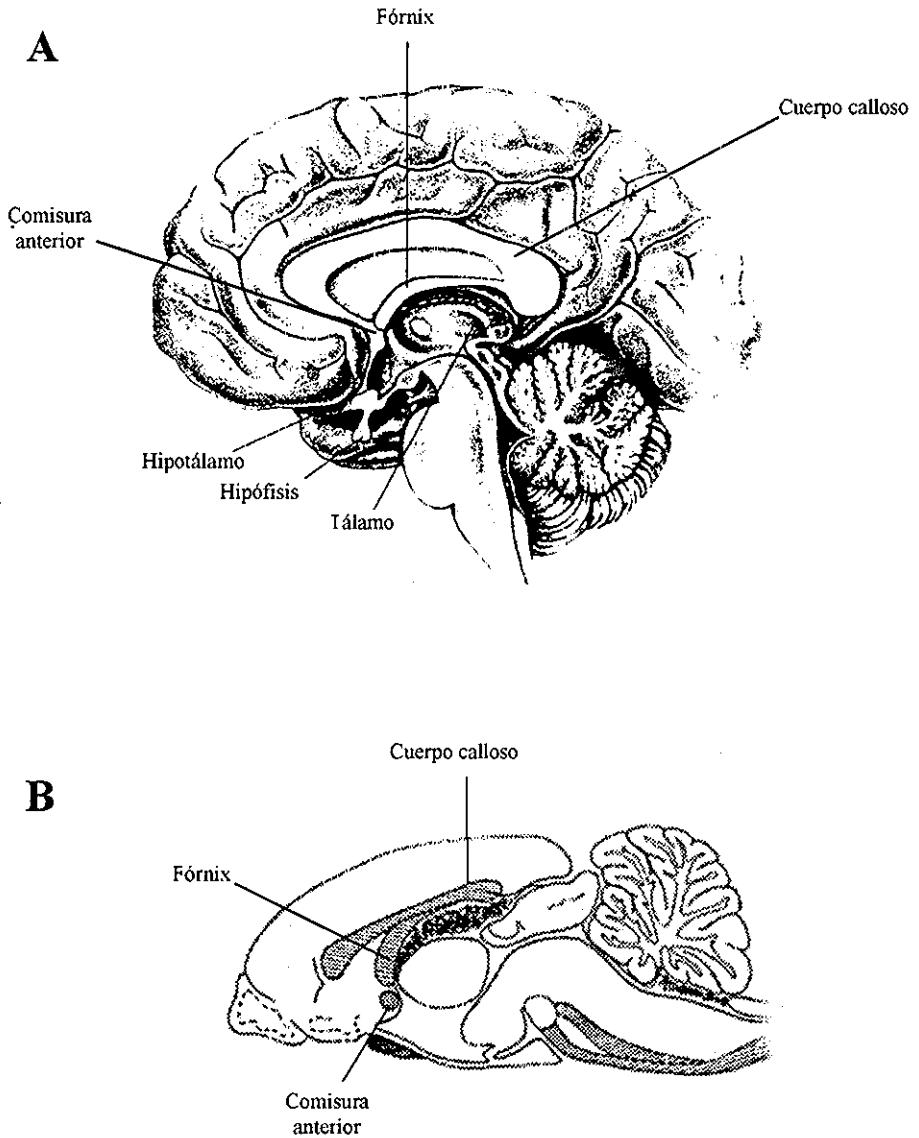 Fórnix
A
Cuerpo calloso
Comisura
anterior
Hipotálamo
Hipófisis
Tálamo
Cuerpo calloso
B
Fórnix
Comisura
anterior